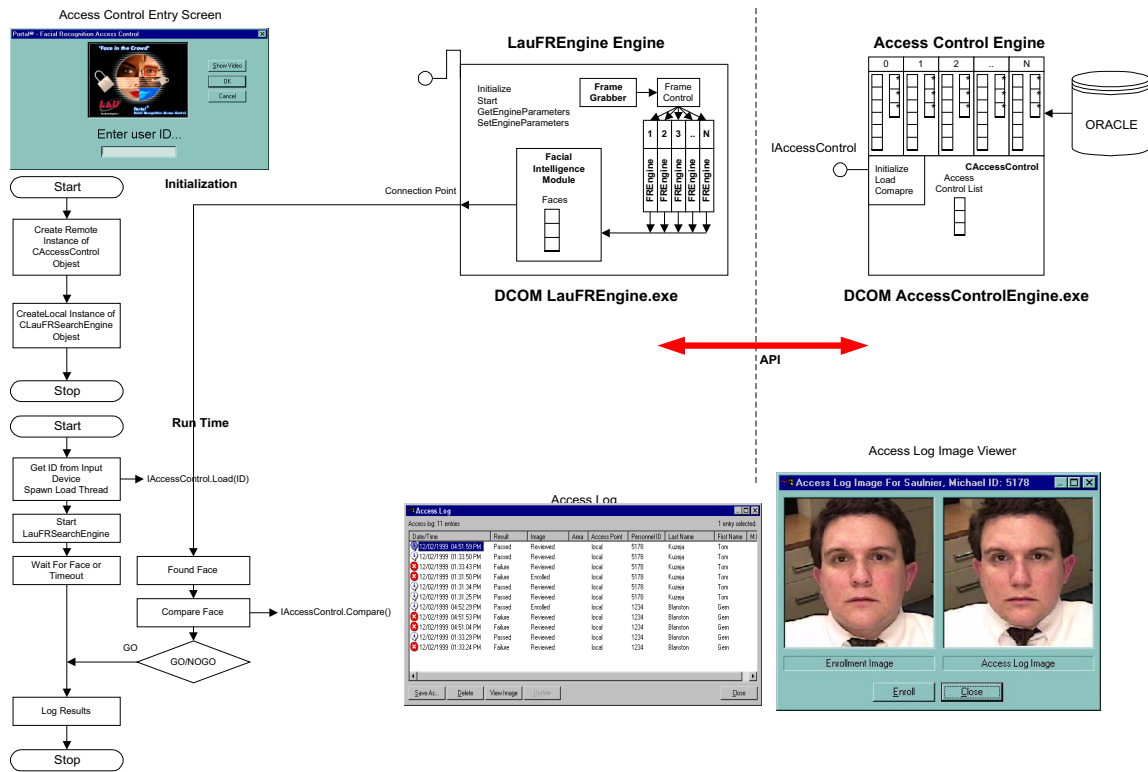 Access Control Entry Screen
Portal® - Facial Recognition Access Control
"Face in the Crowd"
LAU
Technologies
Portal
Facial Recognition Access Control
Show Video
OK
Cancel
Enter user ID...
Start
Initialization
Create Remote
Instance of
CAccessControl
Objest
CreateLocal Instance of
CLauFRSearchEngine
Objest
Stop
Start
Run Time
Get ID from Input
Device
Spawn Load Thread
IAccessControl.Load(ID)
Start
LauFRSearchEngine
Wait For Face or
Timeout
Found Face
Compare Face
IAccessControl.Compare()
GO
GO/NOGO
Log Results
Stop
LauFREngine Engine
Initialize
Start
GetEngineParameters
SetEngineParameters
Frame
Grabber
Frame
Control
1 2 3 .. N
FREngine FREngine FREngine FREngine FREngine
Facial
Intelligence
Module
Faces
Connection Point
DCOM LauFREngine.exe
API
Access Control Engine
0 1 2 .. N
* * * * *
* * * * *
* * * * *
ORACLE
IAccessControl
Initialize
Load
Comapre
CAccessControl
Access
Control List
DCOM AccessControlEngine.exe
Access Log
Access Log
Access log: 11 entries 1 entry selected.
Date/Time Result Image Area Access Point Personnel ID Last Name First Name M.
12/02/1999 04:51:59 PM Passed Reviewed local 5178 Kuzeja Tom
12/02/1999 01:33:50 PM Passed Reviewed local 5178 Kuzeja Tom
12/02/1999 01:33:43 PM Failure Reviewed local 5178 Kuzeja Tom
12/02/1999 01:31:50 PM Failure Enrolled local 5178 Kuzeja Tom
12/02/1999 01:31:34 PM Passed Reviewed local 5178 Kuzeja Tom
12/02/1999 01:31:25 PM Passed Reviewed local 5178 Kuzeja Tom
12/02/1999 04:52:29 PM Passed Enrolled local 1234 Blanston Gem
12/02/1999 04:51:53 PM Failure Reviewed local 1234 Blanston Gem
12/02/1999 04:51:04 PM Failure Reviewed local 1234 Blanston Gem
12/02/1999 01:33:29 PM Passed Reviewed local 1234 Blanston Gem
12/02/1999 01:33:24 PM Failure Reviewed local 1234 Blanston Gem
Save As... Delete View Image Update Close
Access Log Image Viewer
Access Log Image For Saulnier, Michael ID: 5178
Enrollment Image
Access Log Image
Enroll
Close